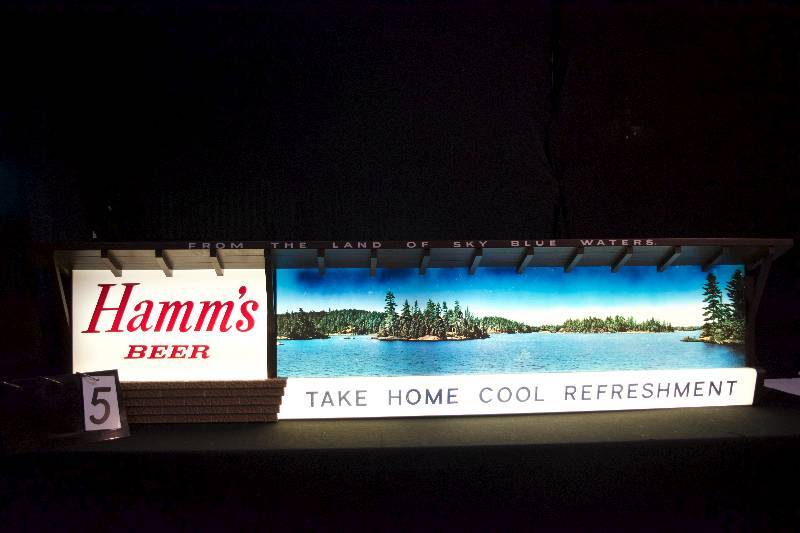 FROM THE LAND OF SKY BLUE WATERS.
Hamm's
BEER
TAKE HOME COOL REFRESHMENT
5